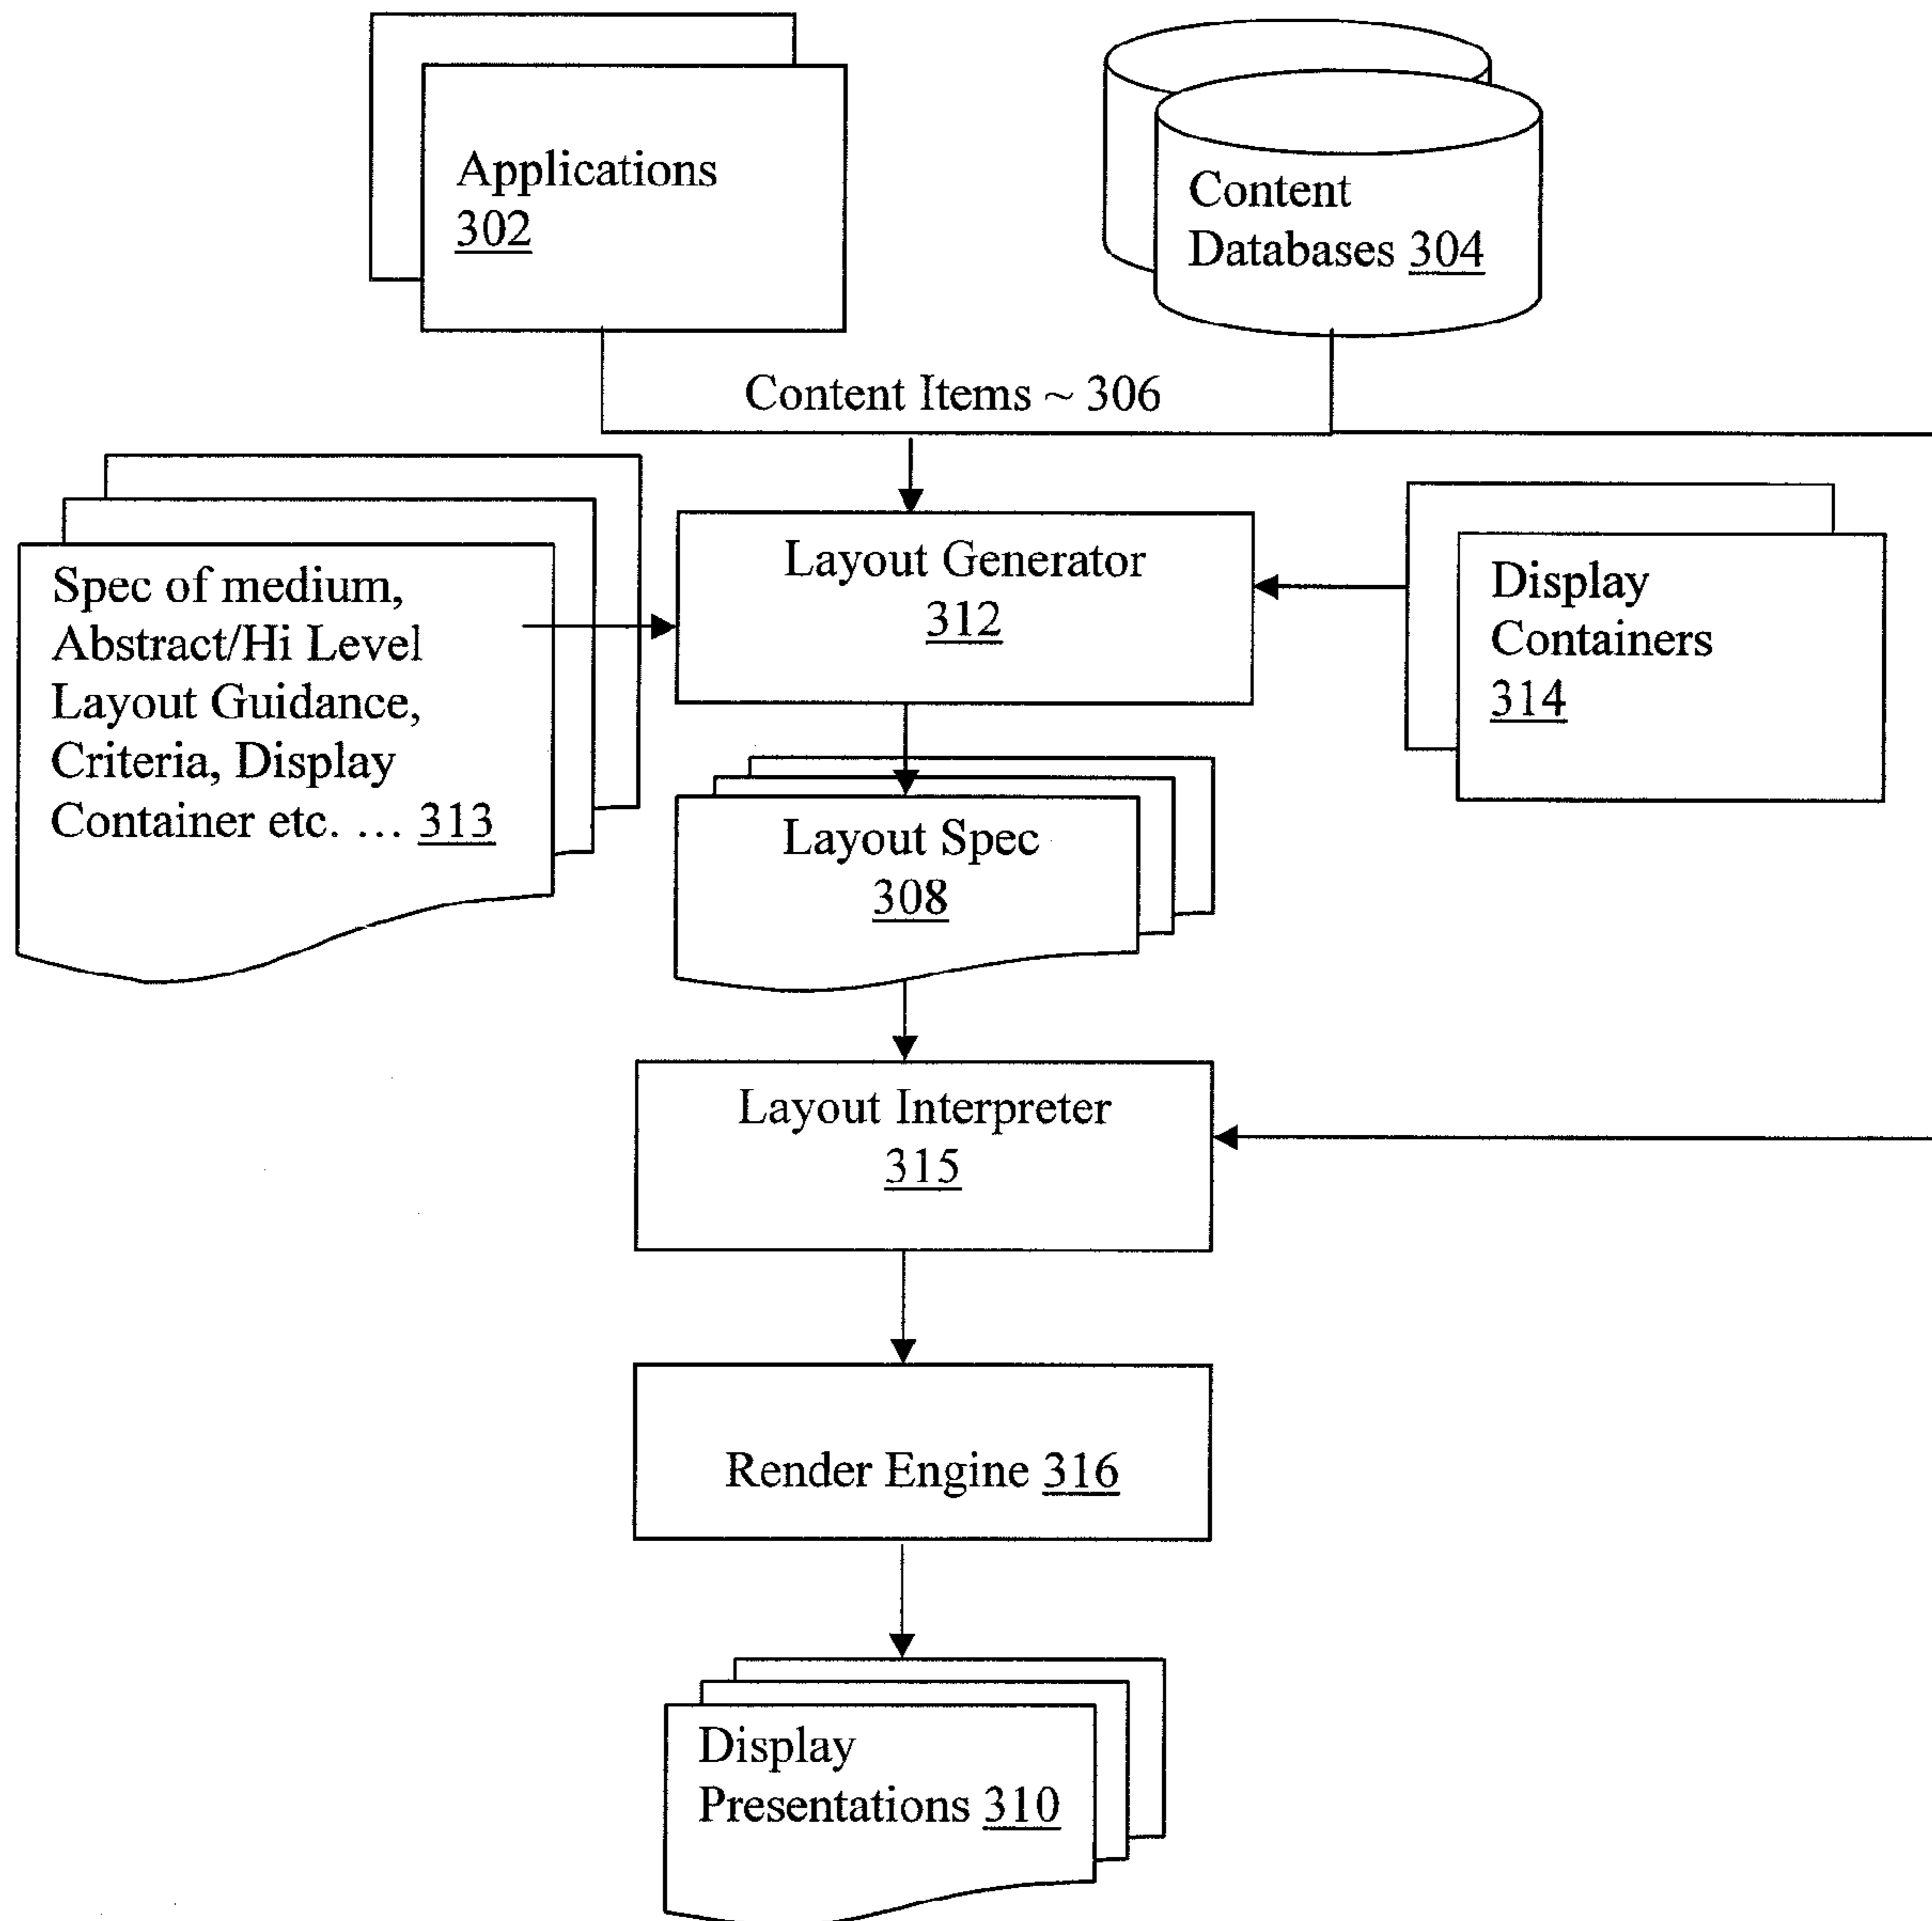 Applications
302
Content
Databases 304
Content Items ~ 306
Spec of medium,
Abstract/Hi Level
Layout Guidance,
Criteria, Display
Container etc. … 313
Layout Generator
312
Display
Containers
314
Layout Spec
308
Layout Interpreter
315
Render Engine 316
Display
Presentations 310